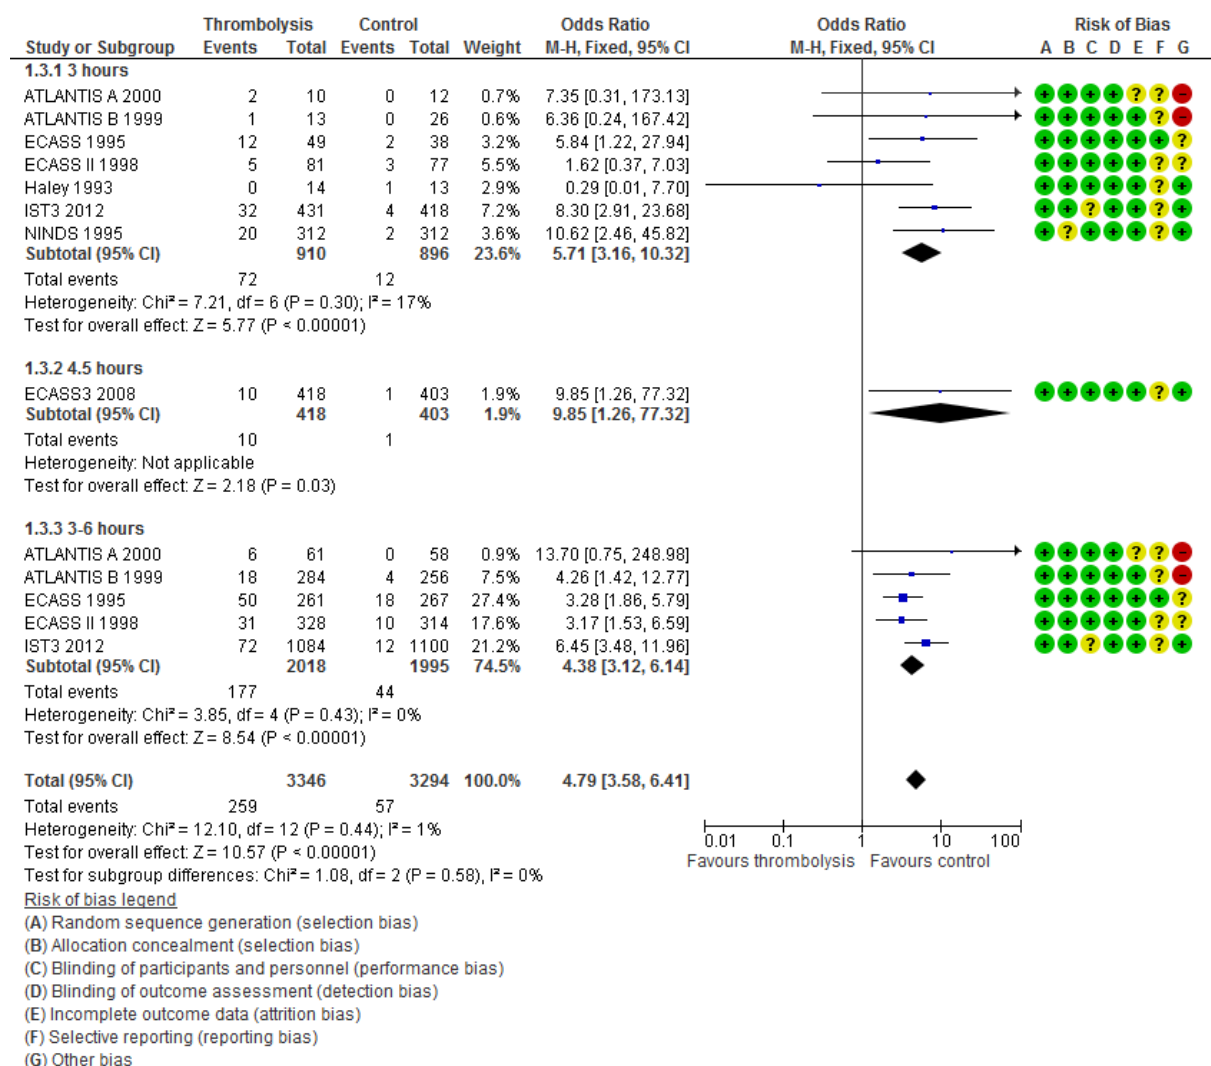 Thrombolysis Control Odds Ratio Odds Ratio Risk of Bias
Study or Subgroup Events Total Events Total Weight M-H, Fixed, 95% CI M-H, Fixed, 95% CI A B C D E F G
1.3.1 3 hours
ATLANTIS A 2000 2 10 0 12 0.7% 7.35 [0.31, 173.13] + + + + ? ? -
ATLANTIS B 1999 1 13 0 26 0.6% 6.36 [0.24, 167.42] + + + + + ? -
ECASS 1995 12 49 2 38 3.2% 5.84 [1.22, 27.94] + + + + + + ?
ECASS II 1998 5 81 3 77 5.5% 1.62 [0.37, 7.03] + + + + + ? ?
Haley 1993 0 14 1 13 2.9% 0.29 [0.01, 7.70] + + + + + ? +
IST3 2012 32 431 4 418 7.2% 8.30 [2.91, 23.68] + + ? + + ? +
NINDS 1995 20 312 2 312 3.6% 10.62 [2.46, 45.82] + ? + + + ? +
Subtotal (95% CI) 910 896 23.6% 5.71 [3.16, 10.32]
Total events 72 12
Heterogeneity: Chi² = 7.21, df = 6 (P = 0.30); I² = 17%
Test for overall effect: Z = 5.77 (P < 0.00001)
1.3.2 4.5 hours
ECASS3 2008 10 418 1 403 1.9% 9.85 [1.26, 77.32] + + + + + ? +
Subtotal (95% CI) 418 403 1.9% 9.85 [1.26, 77.32]
Total events 10 1
Heterogeneity: Not applicable
Test for overall effect: Z = 2.18 (P = 0.03)
1.3.3 3-6 hours
ATLANTIS A 2000 6 61 0 58 0.9% 13.70 [0.75, 248.98] + + + + ? ? -
ATLANTIS B 1999 18 284 4 256 7.5% 4.26 [1.42, 12.77] + + + + + ? -
ECASS 1995 50 261 18 267 27.4% 3.28 [1.86, 5.79] + + + + + + ?
ECASS II 1998 31 328 10 314 17.6% 3.17 [1.53, 6.59] + + + + + ? ?
IST3 2012 72 1084 12 1100 21.2% 6.45 [3.48, 11.96] + + ? + + ? +
Subtotal (95% CI) 2018 1995 74.5% 4.38 [3.12, 6.14]
Total events 177 44
Heterogeneity: Chi² = 3.85, df = 4 (P = 0.43); I² = 0%
Test for overall effect: Z = 8.54 (P < 0.00001)
Total (95% CI) 3346 3294 100.0% 4.79 [3.58, 6.41]
Total events 259 57
Heterogeneity: Chi² = 12.10, df = 12 (P = 0.44); I² = 1%
Test for overall effect: Z = 10.57 (P < 0.00001)
Test for subgroup differences: Chi² = 1.08, df = 2 (P = 0.58), I² = 0%
0.01 0.1 1 10 100
Favours thrombolysis Favours control
Risk of bias legend
(A) Random sequence generation (selection bias)
(B) Allocation concealment (selection bias)
(C) Blinding of participants and personnel (performance bias)
(D) Blinding of outcome assessment (detection bias)
(E) Incomplete outcome data (attrition bias)
(F) Selective reporting (reporting bias)
(G) Other bias